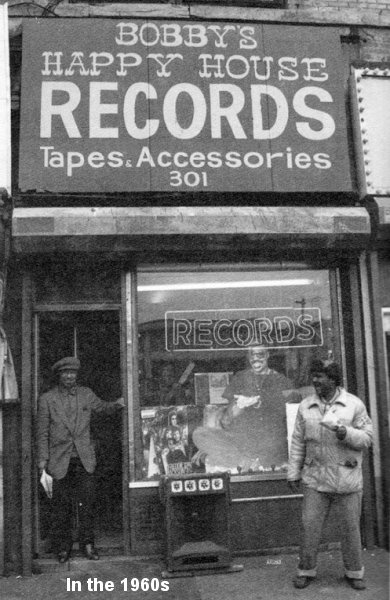 BOBBY'S
HAPPY HOUSE
RECORDS
Tapes & Accessories
301
RECORDS
In the 1960s